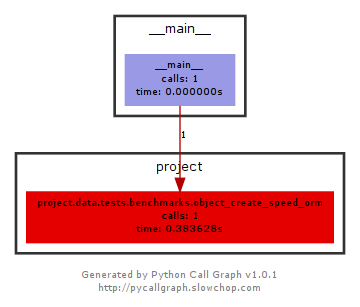 __main__
__main__
calls: 1
time: 0.000000s
1
project
project.data.tests.benchmarks.object_create_speed_orm
calls: 1
time: 0.383628s
Generated by Python Call Graph v1.0.1
http://pycallgraph.slowchop.com